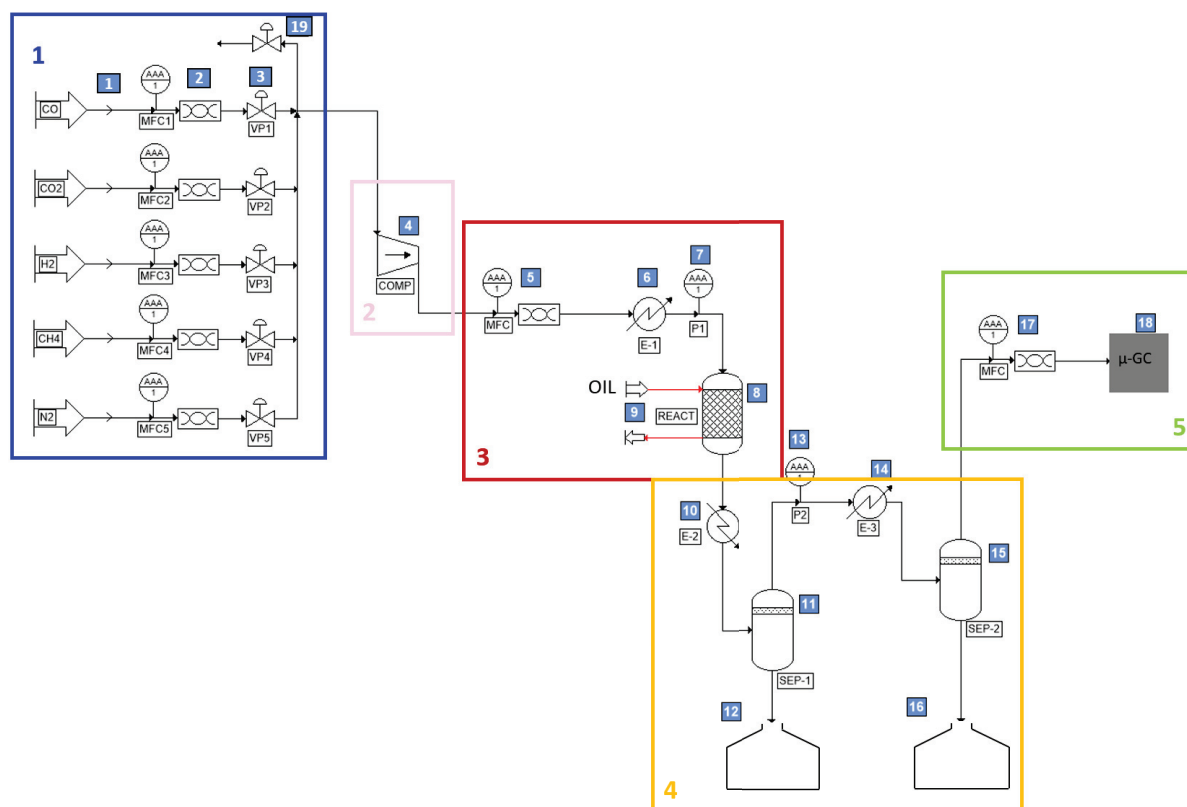 19
1
1
AAA
1
2
3
CO
MFC1
VP1
AAA
1
CO2
MFC2
VP2
AAA
1
H2
MFC3
VP3
AAA
1
CH4
MFC4
VP4
AAA
1
N2
MFC5
VP5
4
COMP
2
AAA
1
5
6
7
AAA
1
MFC
E-1
P1
OIL
8
9
REACT
3
10
E-2
13
AAA
1
14
P2
E-3
11
SEP-1
12
15
SEP-2
16
4
AAA
1
17
18
MFC
μ-GC
5